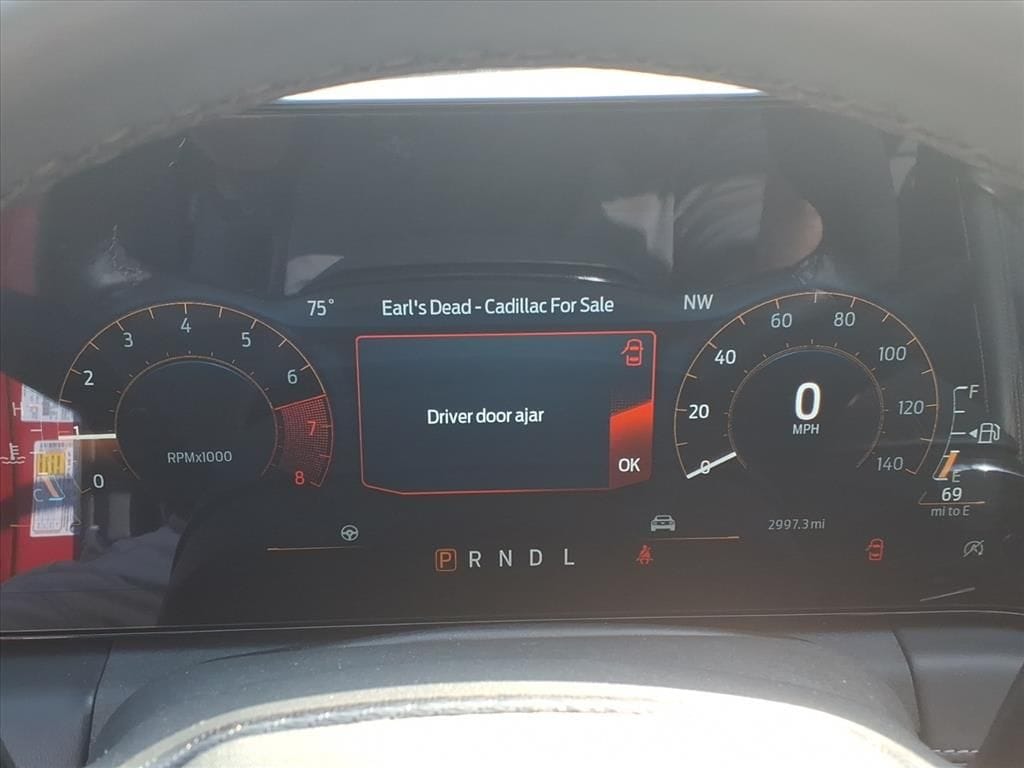 75° Earl's Dead - Cadillac For Sale NW
0 1 2 3 4 5 6 7 8
RPMx1000
Driver door ajar
OK
0 20 40 60 80 100 120 140
0
MPH
H
C
F
E
69
mi to E
2997.3 mi
P R N D L